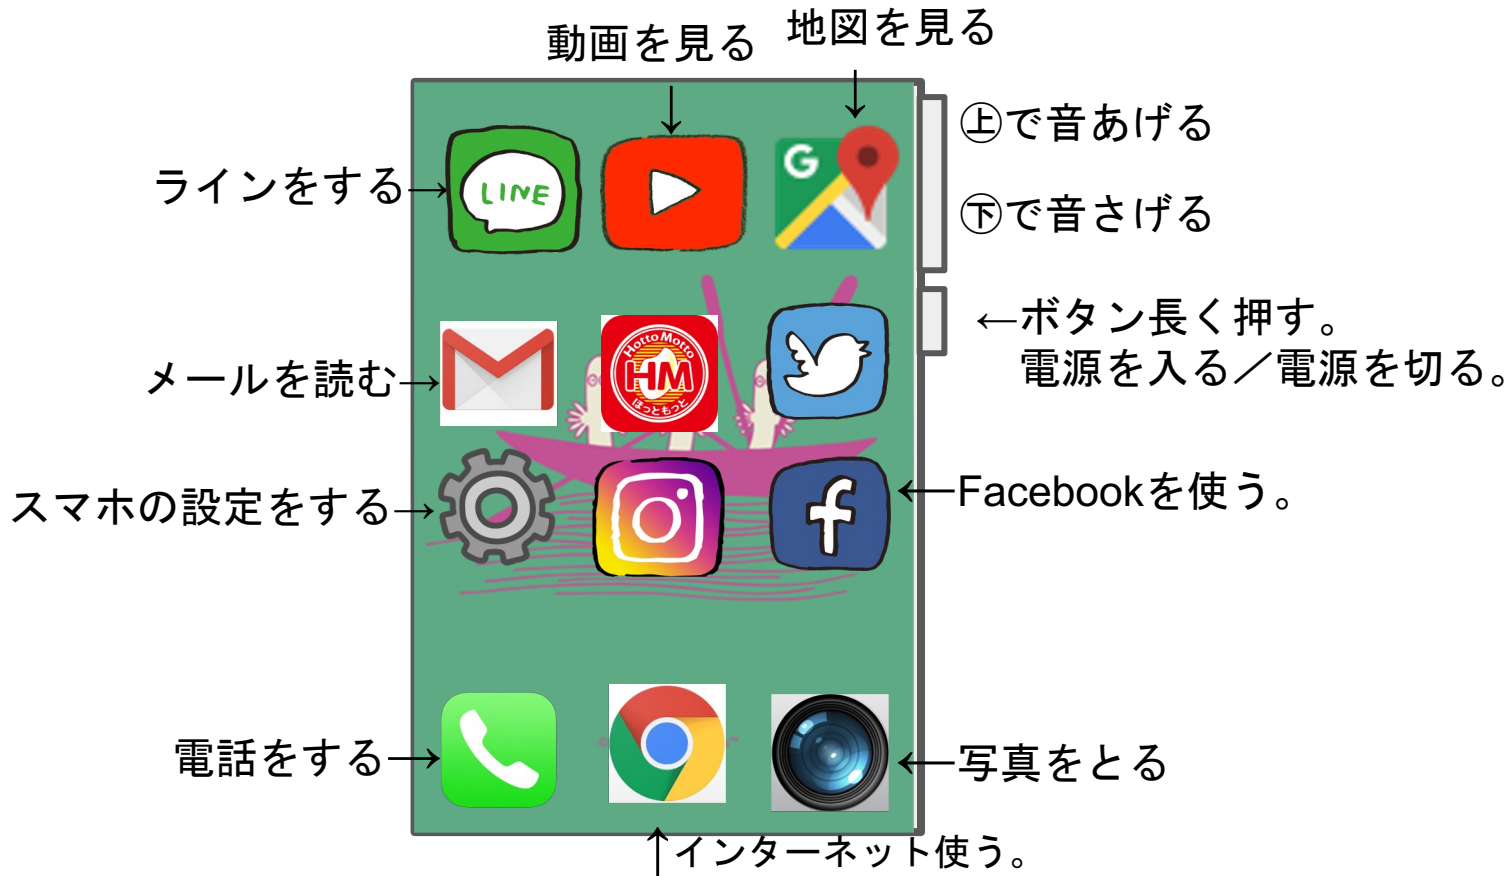 動画を見る
地図を見る
㊤で音あげる
ラインをする→
LINE
G
㊦で音さげる
←ボタン長く押す。
電源を入る／電源を切る。
メールを読む→
Hotto Motto
HM
ほっともっと
スマホの設定をする→
f
←Facebookを使う。
電話をする→
←写真をとる
↑インターネット使う。